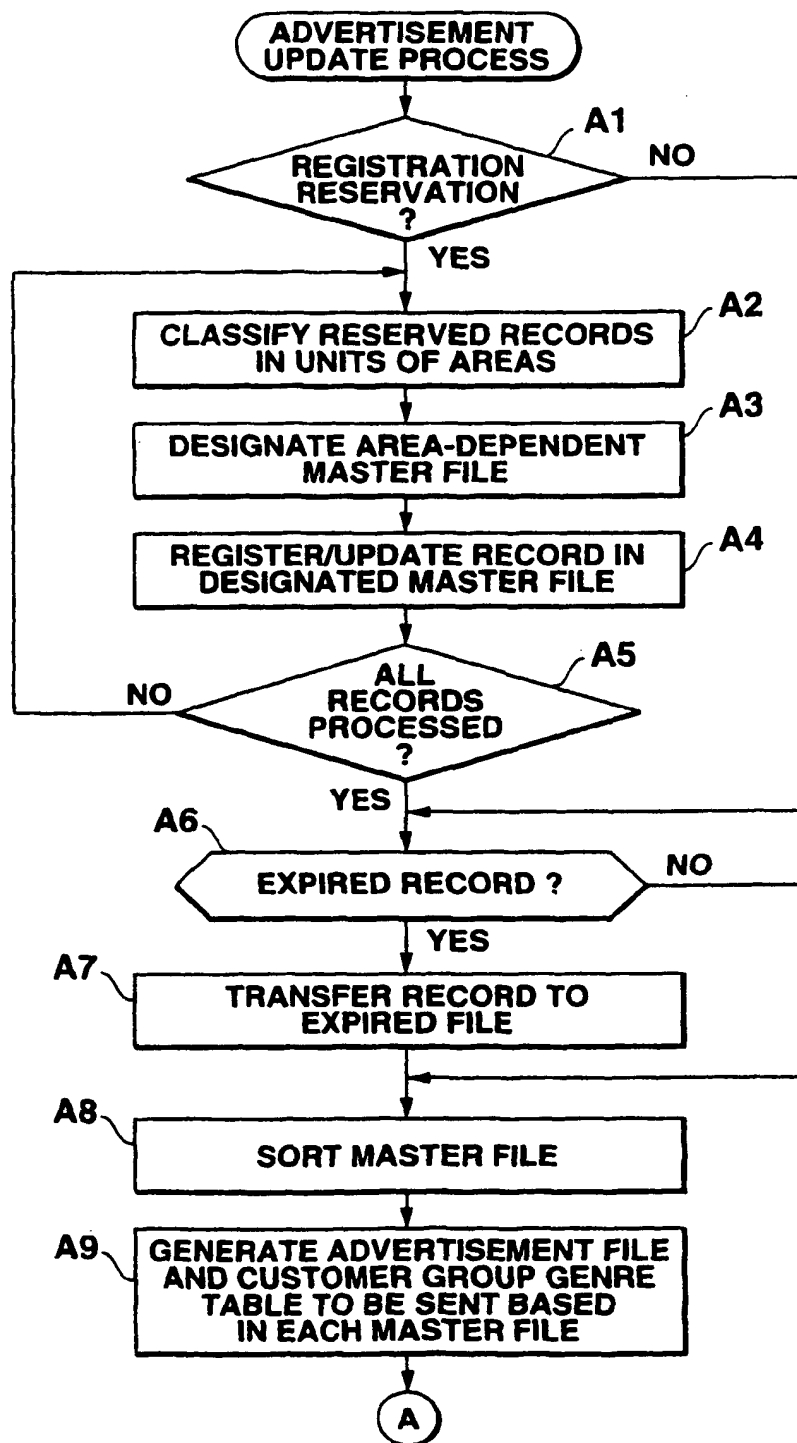 ADVERTISEMENT
UPDATE PROCESS
A1
NO
REGISTRATION
RESERVATION
?
YES
A2
CLASSIFY RESERVED RECORDS
IN UNITS OF AREAS
A3
DESIGNATE AREA-DEPENDENT
MASTER FILE
A4
REGISTER/UPDATE RECORD IN
DESIGNATED MASTER FILE
A5
NO
ALL
RECORDS
PROCESSED
?
YES
A6
EXPIRED RECORD ?
NO
YES
A7
TRANSFER RECORD TO
EXPIRED FILE
A8
SORT MASTER FILE
A9
GENERATE ADVERTISEMENT FILE
AND CUSTOMER GROUP GENRE
TABLE TO BE SENT BASED
IN EACH MASTER FILE
A